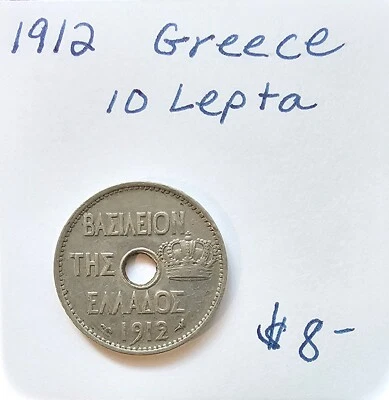 1912 Greece
10 Lepta
ΒΑΣΙΛΕΙΟΝ
ΤΗΣ
ΕΛΛΑΔΟΣ
1912
$8-